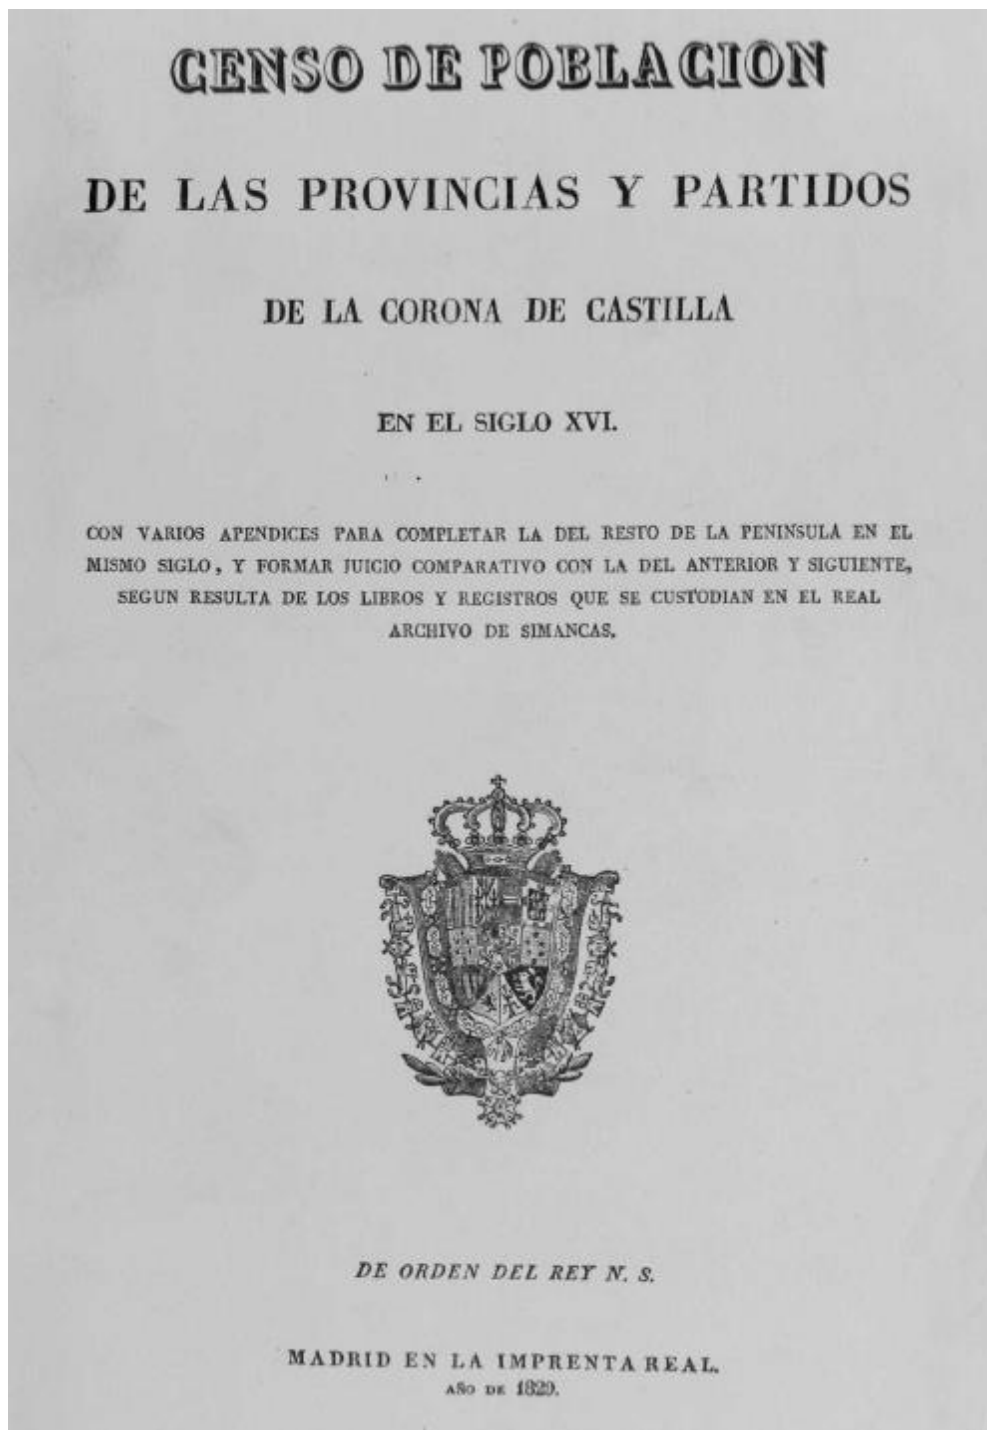 CENSO DE POBLACION
DE LAS PROVINCIAS Y PARTIDOS
DE LA CORONA DE CASTILLA
EN EL SIGLO XVI.
CON VARIOS APENDICES PARA COMPLETAR LA DEL RESTO DE LA PENINSULA EN EL
MISMO SIGLO, Y FORMAR JUICIO COMPARATIVO CON LA DEL ANTERIOR Y SIGUIENTE,
SEGUN RESULTA DE LOS LIBROS Y REGISTROS QUE SE CUSTODIAN EN EL REAL
ARCHIVO DE SIMANCAS.
DE ORDEN DEL REY N. S.
MADRID EN LA IMPRENTA REAL.
AÑO DE 1829.